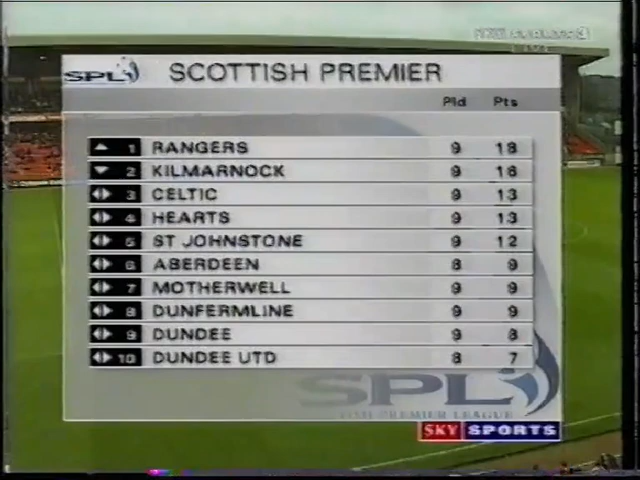 SPL SCOTTISH PREMIER
Pld Pts
1 RANGERS 9 18
2 KILMARNOCK 9 16
3 CELTIC 9 13
4 HEARTS 9 13
5 ST JOHNSTONE 9 12
6 ABERDEEN 8 9
7 MOTHERWELL 9 9
8 DUNFERMLINE 9 9
9 DUNDEE 9 8
10 DUNDEE UTD 8 7
SPL
PREMIER LEAGUE
SKY SPORTS